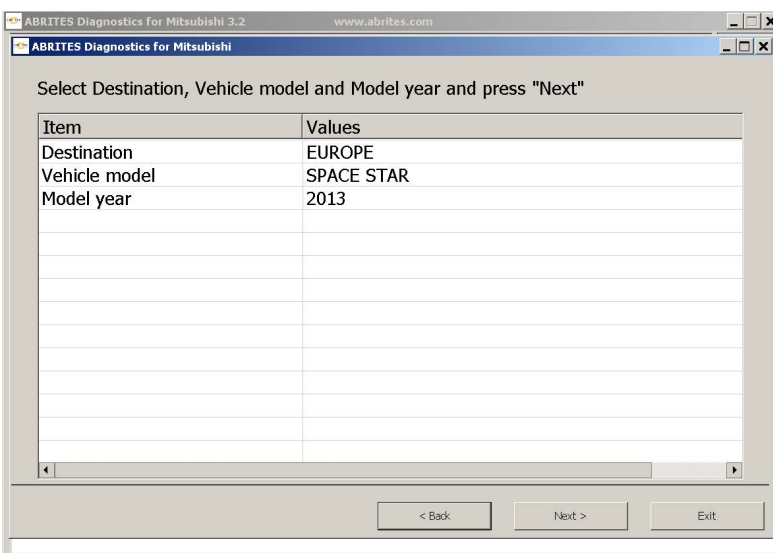 ABRITES Diagnostics for Mitsubishi 3.2 www.abrites.com
ABRITES Diagnostics for Mitsubishi
Select Destination, Vehicle model and Model year and press "Next"
Item Values
Destination EUROPE
Vehicle model SPACE STAR
Model year 2013
< Back Next > Exit